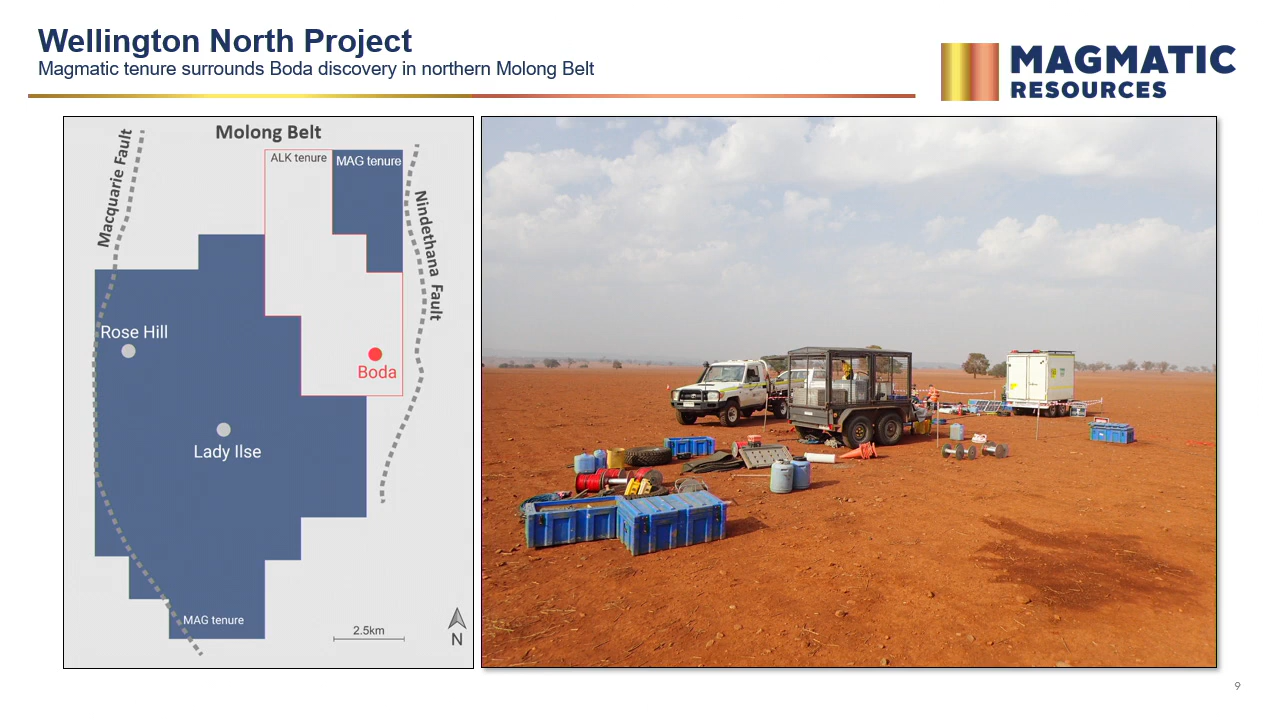 Wellington North Project
Magmatic tenure surrounds Boda discovery in northern Molong Belt
MAGMATIC
RESOURCES
Molong Belt
Macquarie Fault
ALK tenure
MAG tenure
Nindethana Fault
Rose Hill
Boda
Lady Ilse
MAG tenure
2.5km
N
9